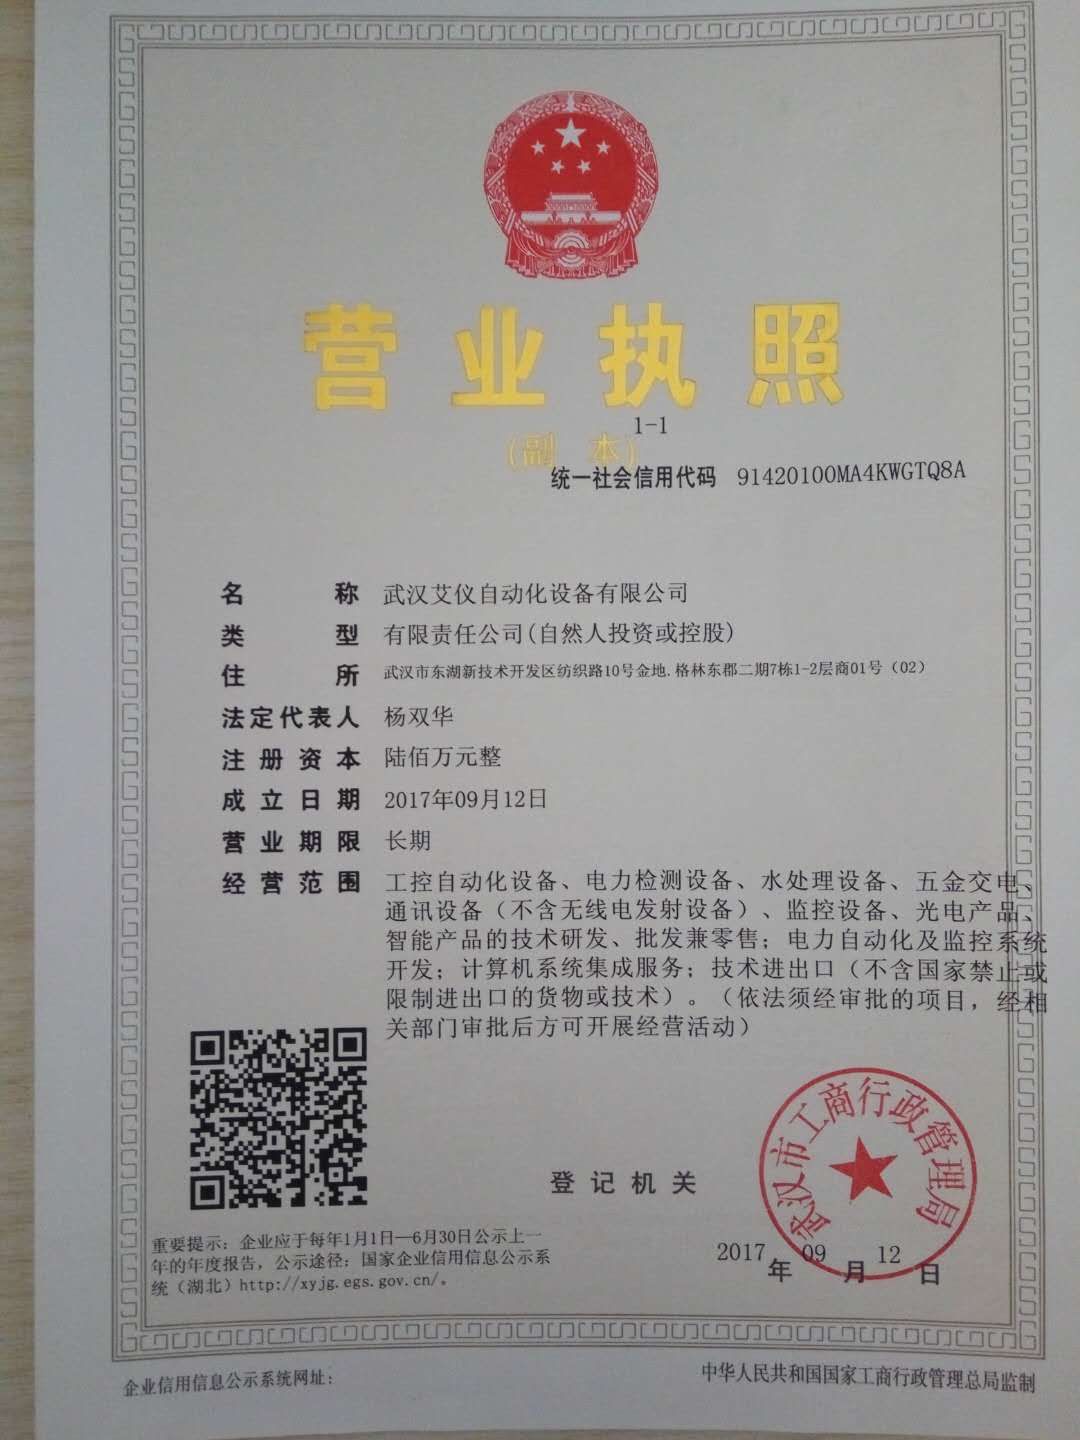 营业执照
1-1
(副 本)
统一社会信用代码 91420100MA4KWGTQ8A
名称 武汉艾仪自动化设备有限公司
类型 有限责任公司(自然人投资或控股)
住所 武汉市东湖新技术开发区纺织路10号金地.格林东郡二期7栋1-2层商01号（02）
法定代表人 杨双华
注册资本 陆佰万元整
成立日期 2017年09月12日
营业期限 长期
经营范围 工控自动化设备、电力检测设备、水处理设备、五金交电、
通讯设备（不含无线电发射设备）、监控设备、光电产品、
智能产品的技术研发、批发兼零售；电力自动化及监控系统
开发；计算机系统集成服务；技术进出口（不含国家禁止或
限制进出口的货物或技术）。（依法须经审批的项目，经相
关部门审批后方可开展经营活动）
武汉市工商行政管理局
登记机关
2017年09月12日
重要提示：企业应于每年1月1日—6月30日公示上一
年的年度报告，公示途径：国家企业信用信息公示系
统（湖北）http://xyjg.egs.gov.cn/。
企业信用信息公示系统网址：
中华人民共和国国家工商行政管理总局监制